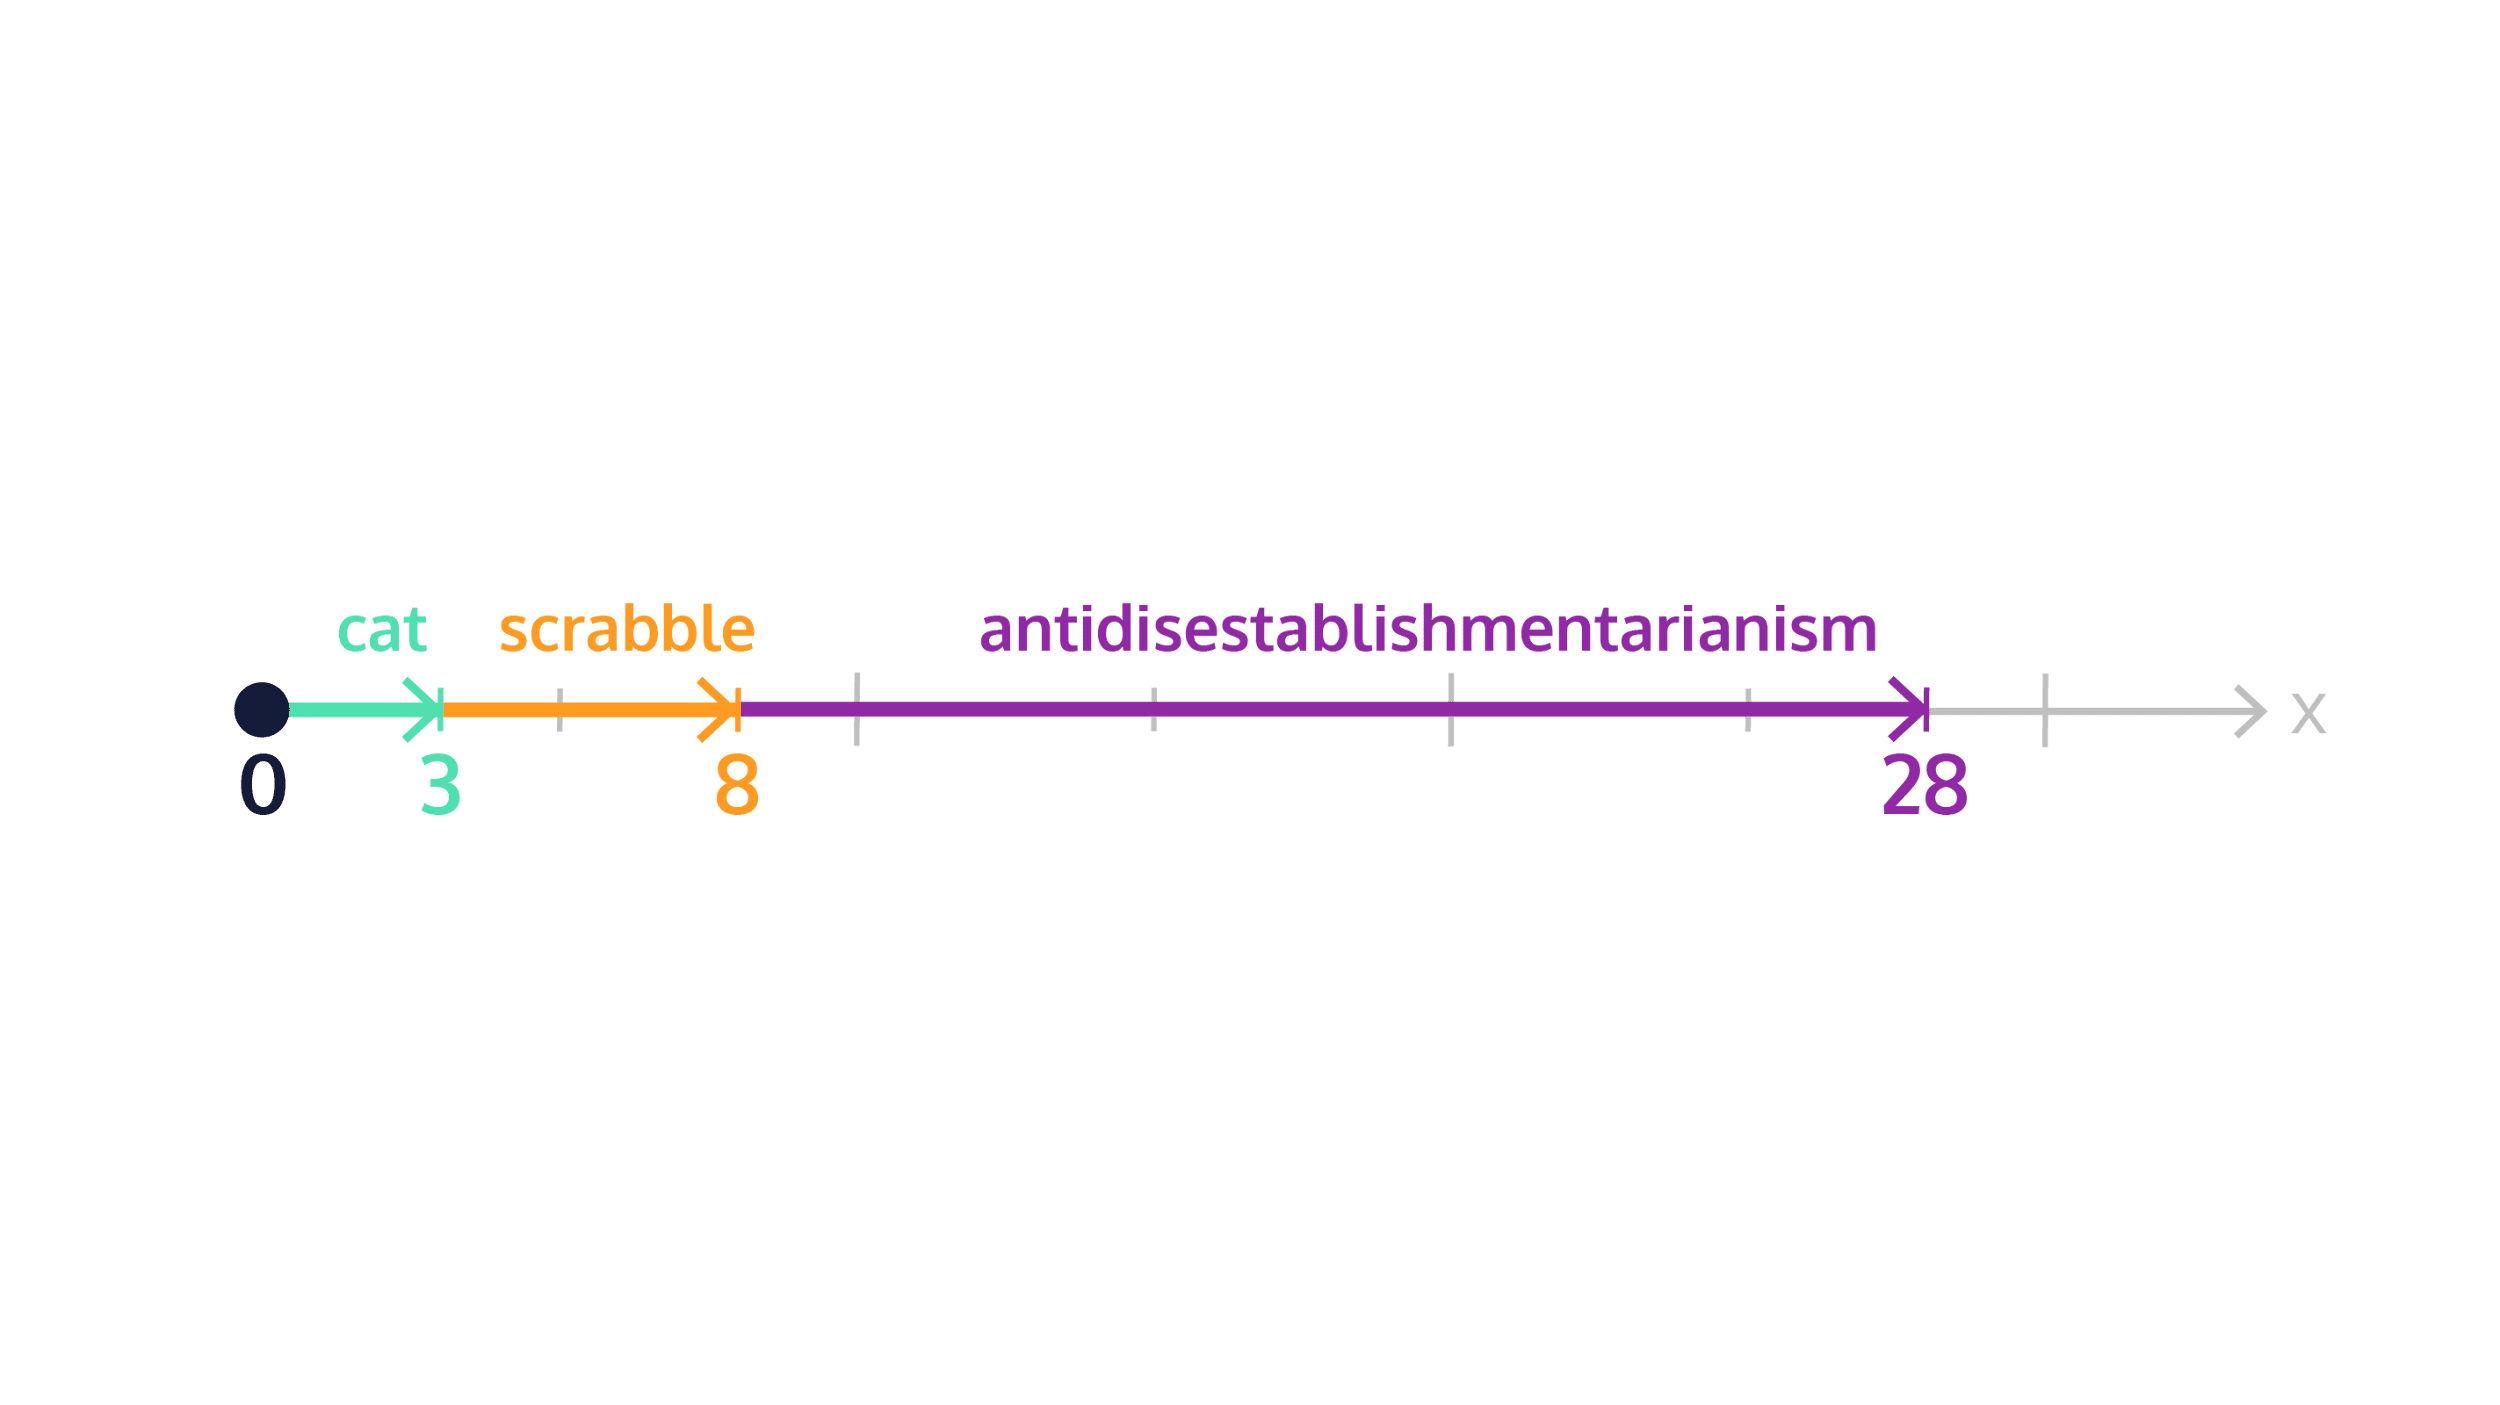 cat scrabble antidisestablishmentarianism
x
0 3 8 28